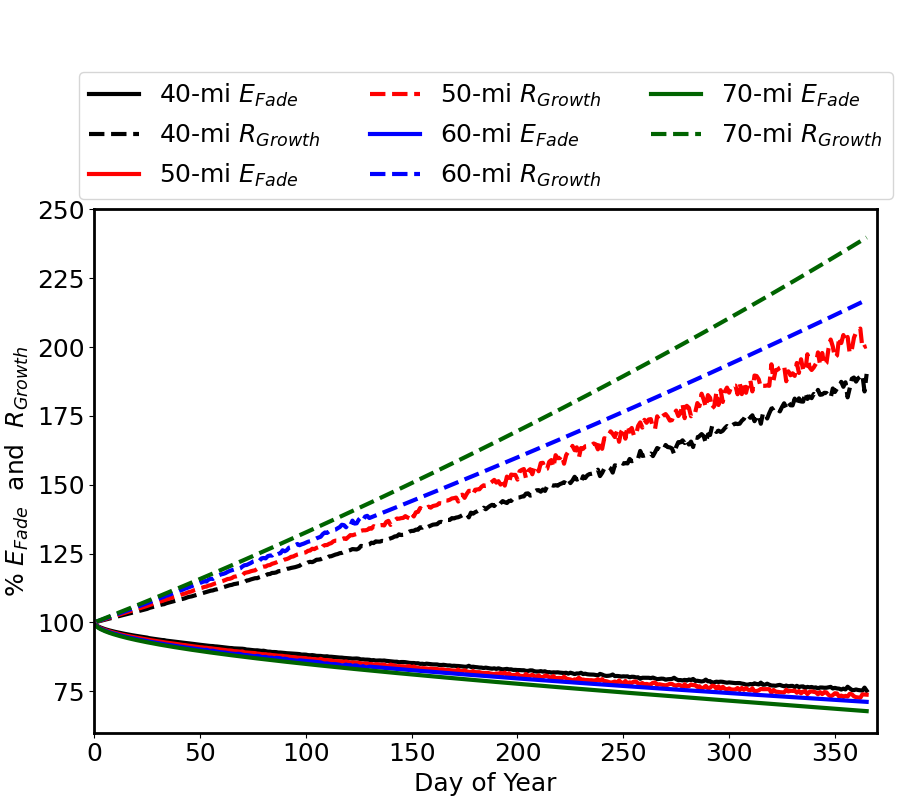 40-mi E_Fade 50-mi R_Growth 70-mi E_Fade
40-mi R_Growth 60-mi E_Fade 70-mi R_Growth
50-mi E_Fade 60-mi R_Growth
250
225
200
175
150
125
100
75
% E_Fade and R_Growth
0 50 100 150 200 250 300 350
Day of Year